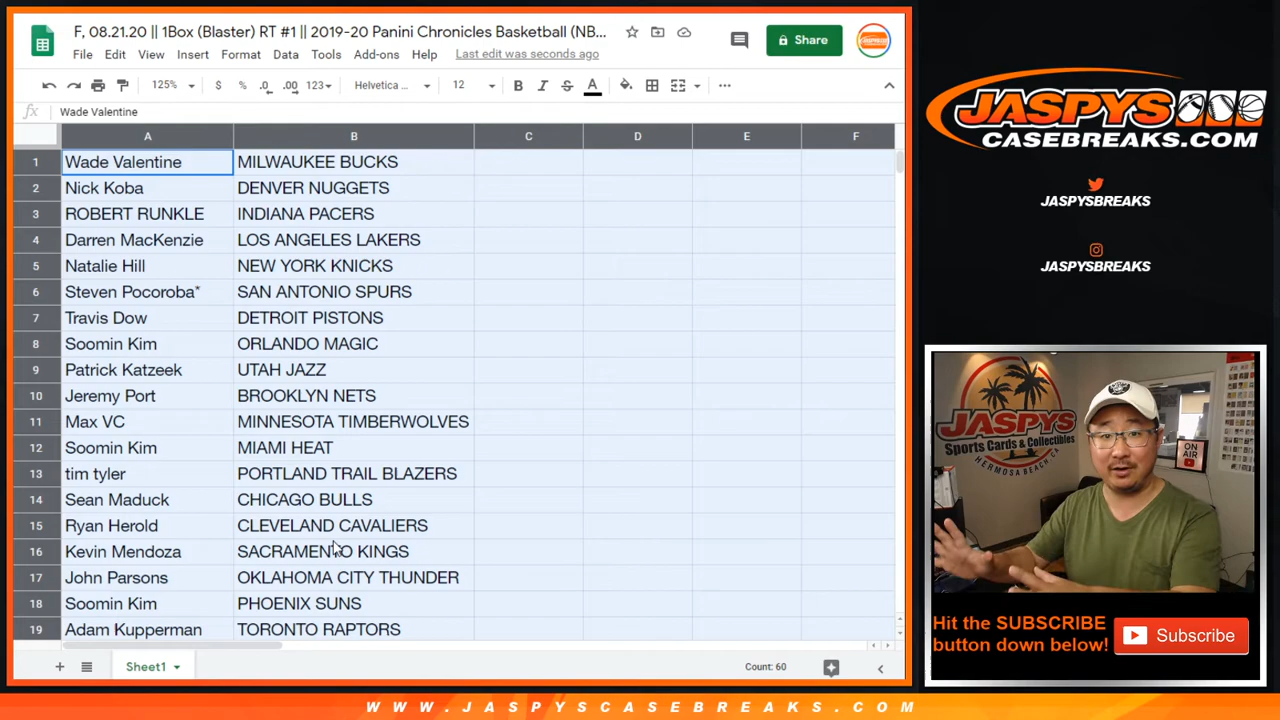 F, 08.21.20 || 1Box (Blaster) RT #1 || 2019-20 Panini Chronicles Basketball (NB...
File Edit View Insert Format Data Tools Add-ons Help Last edit was seconds ago
Share
125% $ % .0 .00 123 Helvetica ... 12 B I S A ...
fx Wade Valentine
A B C D E F
1 Wade Valentine MILWAUKEE BUCKS
2 Nick Koba DENVER NUGGETS
3 ROBERT RUNKLE INDIANA PACERS
4 Darren MacKenzie LOS ANGELES LAKERS
5 Natalie Hill NEW YORK KNICKS
6 Steven Pocoroba* SAN ANTONIO SPURS
7 Travis Dow DETROIT PISTONS
8 Soomin Kim ORLANDO MAGIC
9 Patrick Katzeek UTAH JAZZ
10 Jeremy Port BROOKLYN NETS
11 Max VC MINNESOTA TIMBERWOLVES
12 Soomin Kim MIAMI HEAT
13 tim tyler PORTLAND TRAIL BLAZERS
14 Sean Maduck CHICAGO BULLS
15 Ryan Herold CLEVELAND CAVALIERS
16 Kevin Mendoza SACRAMENTO KINGS
17 John Parsons OKLAHOMA CITY THUNDER
18 Soomin Kim PHOENIX SUNS
19 Adam Kupperman TORONTO RAPTORS
Sheet1
Count: 60
JASPYS
CASEBREAKS.COM
JASPYSBREAKS
JASPYSBREAKS
JASPYS
Sports Cards & Collectibles
HERMOSA BEACH, CA
ON AIR
Hit the SUBSCRIBE
button down below!
Subscribe
WWW.JASPYSCASEBREAKS.COM